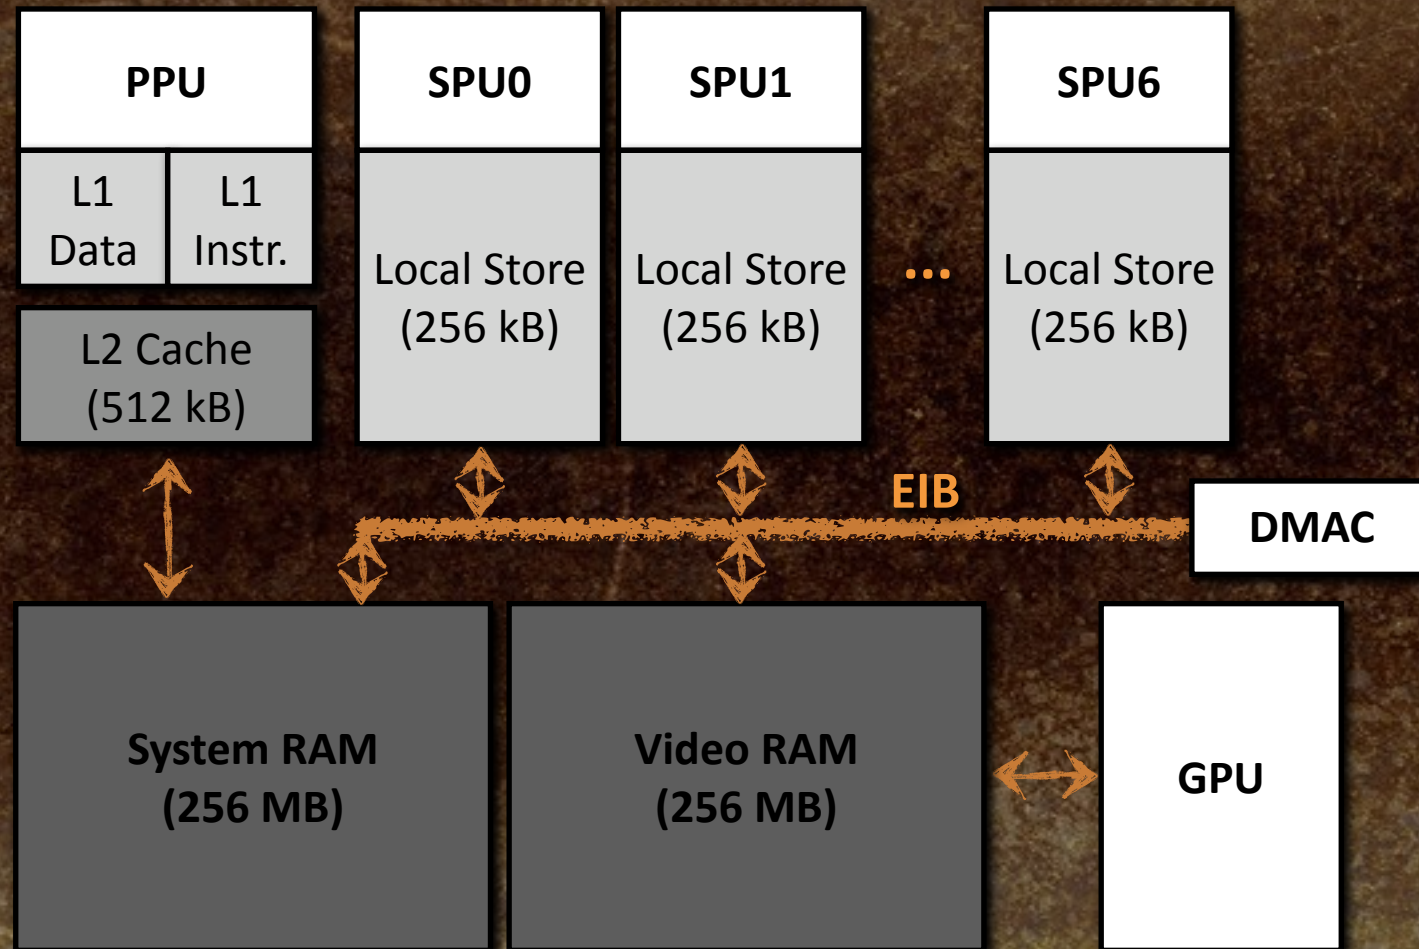 PPU
L1
Data
L1
Instr.
L2 Cache
(512 kB)
SPU0
Local Store
(256 kB)
SPU1
Local Store
(256 kB)
...
SPU6
Local Store
(256 kB)
EIB
DMAC
System RAM
(256 MB)
Video RAM
(256 MB)
GPU